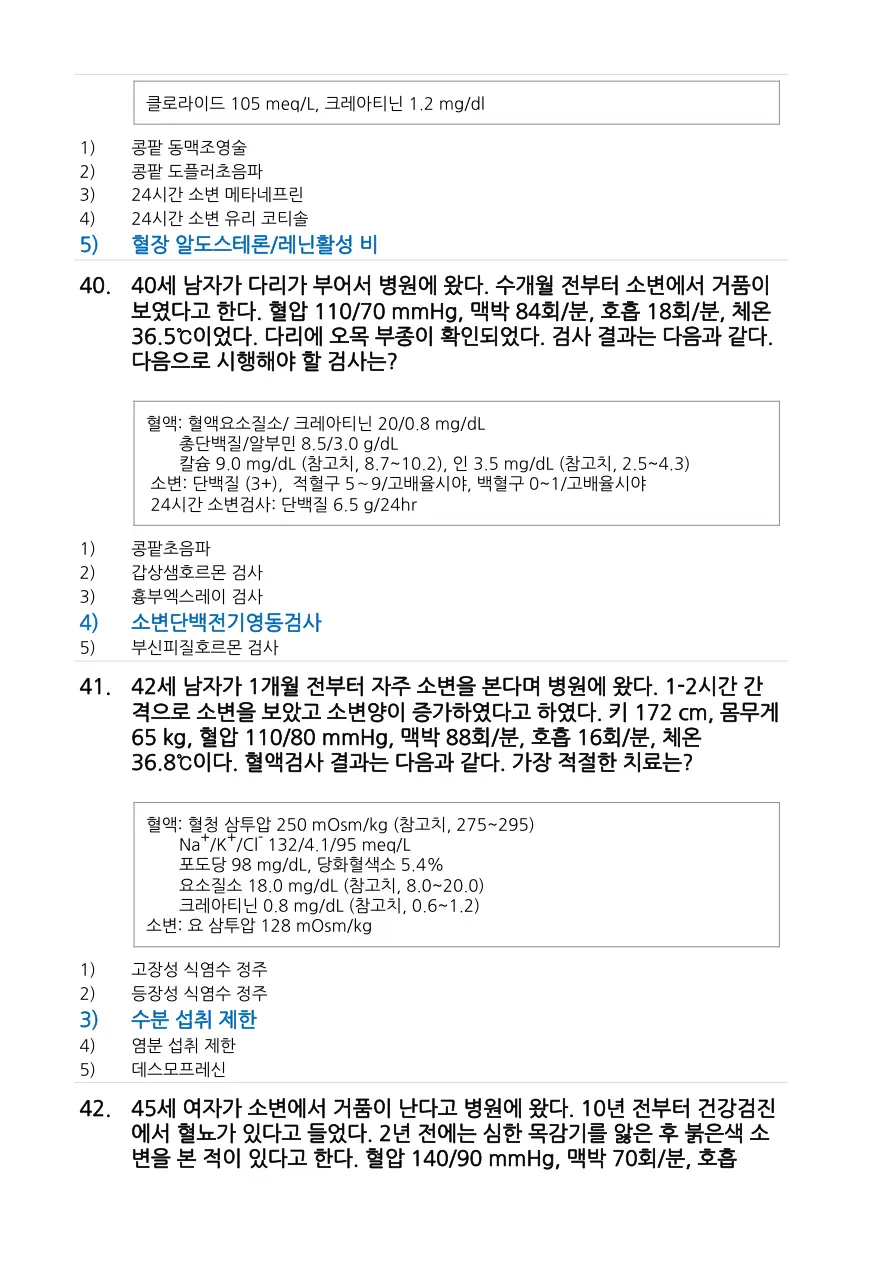 클로라이드 105 meq/L, 크레아티닌 1.2 mg/dl
1) 콩팥 동맥조영술
2) 콩팥 도플러초음파
3) 24시간 소변 메타네프린
4) 24시간 소변 유리 코티솔
5) 혈장 알도스테론/레닌활성 비
40. 40세 남자가 다리가 부어서 병원에 왔다. 수개월 전부터 소변에서 거품이
보였다고 한다. 혈압 110/70 mmHg, 맥박 84회/분, 호흡 18회/분, 체온
36.5℃이었다. 다리에 오목 부종이 확인되었다. 검사 결과는 다음과 같다.
다음으로 시행해야 할 검사는?
혈액: 혈액요소질소/ 크레아티닌 20/0.8 mg/dL
총단백질/알부민 8.5/3.0 g/dL
칼슘 9.0 mg/dL (참고치, 8.7~10.2), 인 3.5 mg/dL (참고치, 2.5~4.3)
소변: 단백질 (3+), 적혈구 5~9/고배율시야, 백혈구 0~1/고배율시야
24시간 소변검사: 단백질 6.5 g/24hr
1) 콩팥초음파
2) 갑상샘호르몬 검사
3) 흉부엑스레이 검사
4) 소변단백전기영동검사
5) 부신피질호르몬 검사
41. 42세 남자가 1개월 전부터 자주 소변을 본다며 병원에 왔다. 1-2시간 간
격으로 소변을 보았고 소변양이 증가하였다고 하였다. 키 172 cm, 몸무게
65 kg, 혈압 110/80 mmHg, 맥박 88회/분, 호흡 16회/분, 체온
36.8℃이다. 혈액검사 결과는 다음과 같다. 가장 적절한 치료는?
혈액: 혈청 삼투압 250 mOsm/kg (참고치, 275~295)
Na⁺/K⁺/Cl⁻ 132/4.1/95 meq/L
포도당 98 mg/dL, 당화혈색소 5.4%
요소질소 18.0 mg/dL (참고치, 8.0~20.0)
크레아티닌 0.8 mg/dL (참고치, 0.6~1.2)
소변: 요 삼투압 128 mOsm/kg
1) 고장성 식염수 정주
2) 등장성 식염수 정주
3) 수분 섭취 제한
4) 염분 섭취 제한
5) 데스모프레신
42. 45세 여자가 소변에서 거품이 난다고 병원에 왔다. 10년 전부터 건강검진
에서 혈뇨가 있다고 들었다. 2년 전에는 심한 목감기를 앓은 후 붉은색 소
변을 본 적이 있다고 한다. 혈압 140/90 mmHg, 맥박 70회/분, 호흡